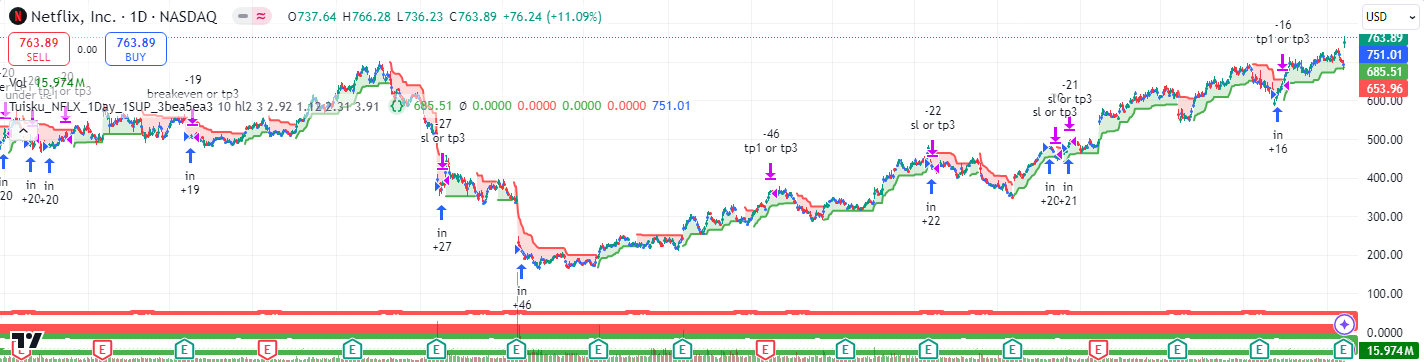 Netflix, Inc. · 1D · NASDAQ O737.64 H766.28 L736.23 C763.89 +76.24 (+11.09%)
USD
763.89 SELL
0.00
763.89 BUY
Vol 15.974M
Tuisku_NFLX_1Day_1SUP_3bea5ea3 10 hl2 3 2.92 1.12 2.31 3.91 685.51 Ø 0.0000 0.0000 0.0000 0.0000 751.01
-19
breakeven or tp3
-27
sl or tp3
-46
tp1 or tp3
-22
sl or tp3
-21
sl or tp3
sl or tp3
-16
tp1 or tp3
in
20
in
+20
in
+20
in
+19
in
+27
in
+46
in
+22
in
+20
in
+21
in
+16
763.89
751.01
685.51
653.96
600.00
500.00
400.00
300.00
200.00
100.00
0.0000
15.974M
E E E E E E E E E E E E E E E E E